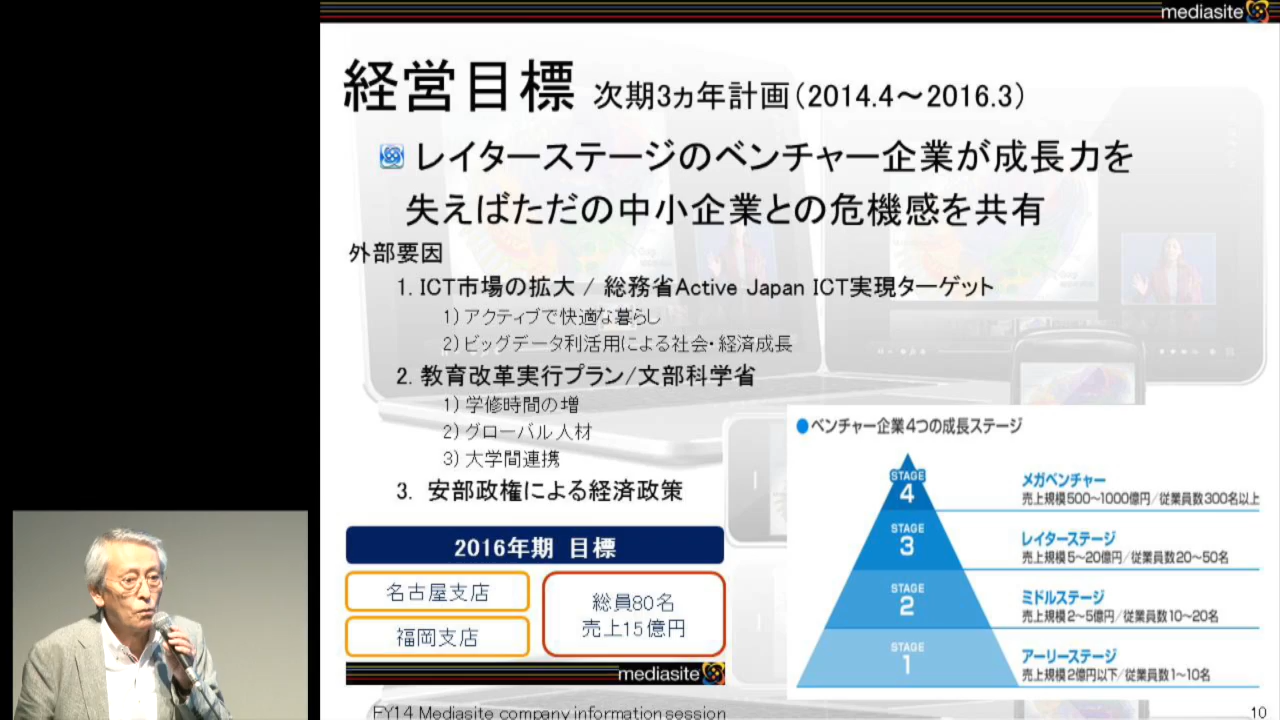 mediasite
経営目標 次期3ヵ年計画(2014.4～2016.3)
レイターステージのベンチャー企業が成長力を
失えばただの中小企業との危機感を共有
外部要因
1. ICT市場の拡大 / 総務省Active Japan ICT実現ターゲット
1) アクティブで快適な暮らし
2) ビッグデータ利活用による社会・経済成長
2. 教育改革実行プラン/文部科学省
1) 学修時間の増
2) グローバル人材
3) 大学間連携
3. 安部政権による経済政策
2016年期 目標
名古屋支店
福岡支店
総員80名
売上15億円
mediasite
●ベンチャー企業4つの成長ステージ
STAGE
4
メガベンチャー
売上規模500～1000億円/従業員数300名以上
STAGE
3
レイターステージ
売上規模5～20億円/従業員数20～50名
STAGE
2
ミドルステージ
売上規模2～5億円/従業員数10～20名
STAGE
1
アーリーステージ
売上規模2億円以下/従業員数1～10名
FY14 Mediasite company information session
10